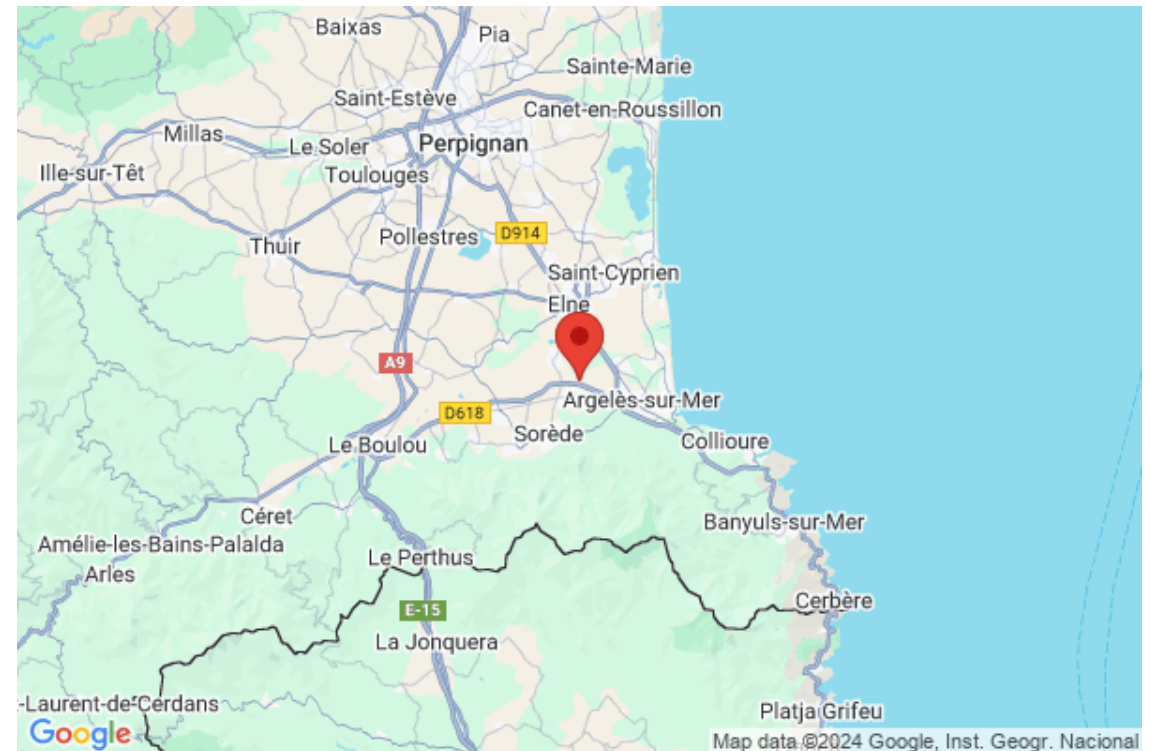 Baixas
Pia
Sainte-Marie
Saint-Estève
Canet-en-Roussillon
Millas
Le Soler
Perpignan
Ille-sur-Têt
Toulouges
D914
Thuir
Pollestres
Saint-Cyprien
Elne
A9
Argelès-sur-Mer
D618
Sorède
Collioure
Le Boulou
Céret
Banyuls-sur-Mer
Amélie-les-Bains-Palalda
Le Perthus
Arles
Cerbère
E-15
La Jonquera
-Laurent-de-Cerdans
Platja Grifeu
Google
Map data ©2024 Google, Inst. Geogr. Nacional